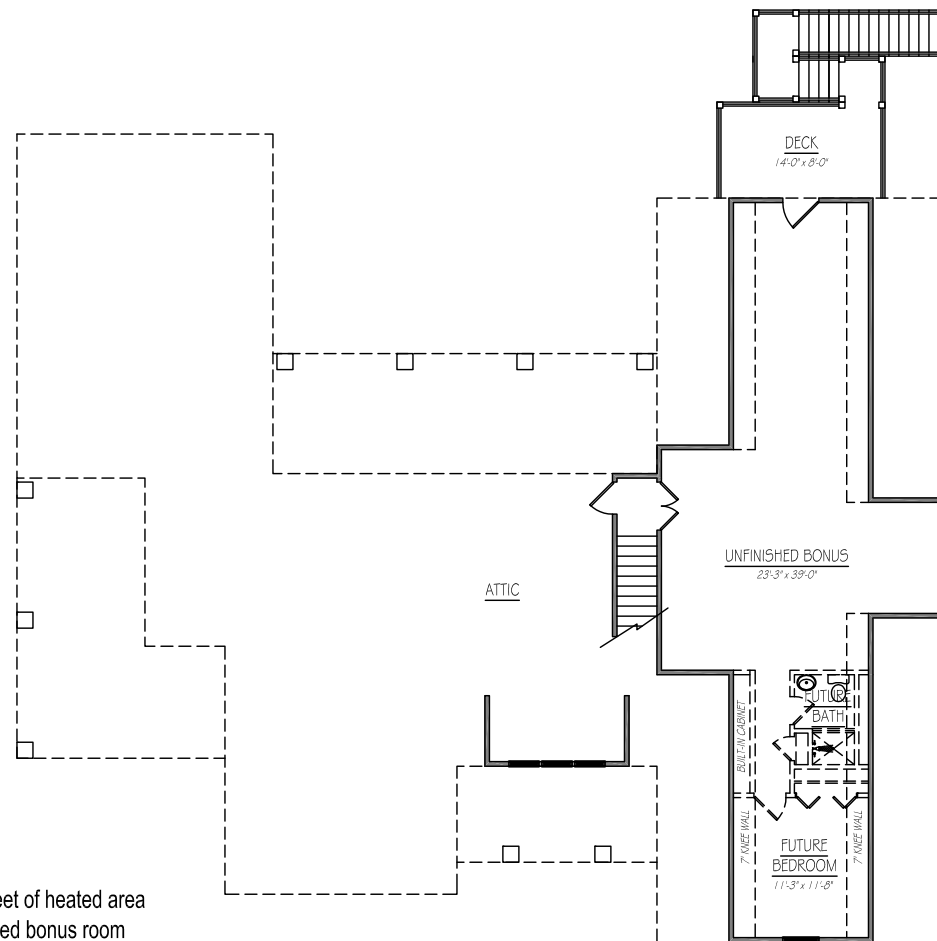 DECK
14'-0" x 8'-0"
UNFINISHED BONUS
23'-3" x 39'-0"
ATTIC
FUTURE
BATH
BUILT-IN CABINET
7' KNEE WALL
7' KNEE WALL
FUTURE
BEDROOM
11'-3" x 11'-8"
eet of heated area
ed bonus room